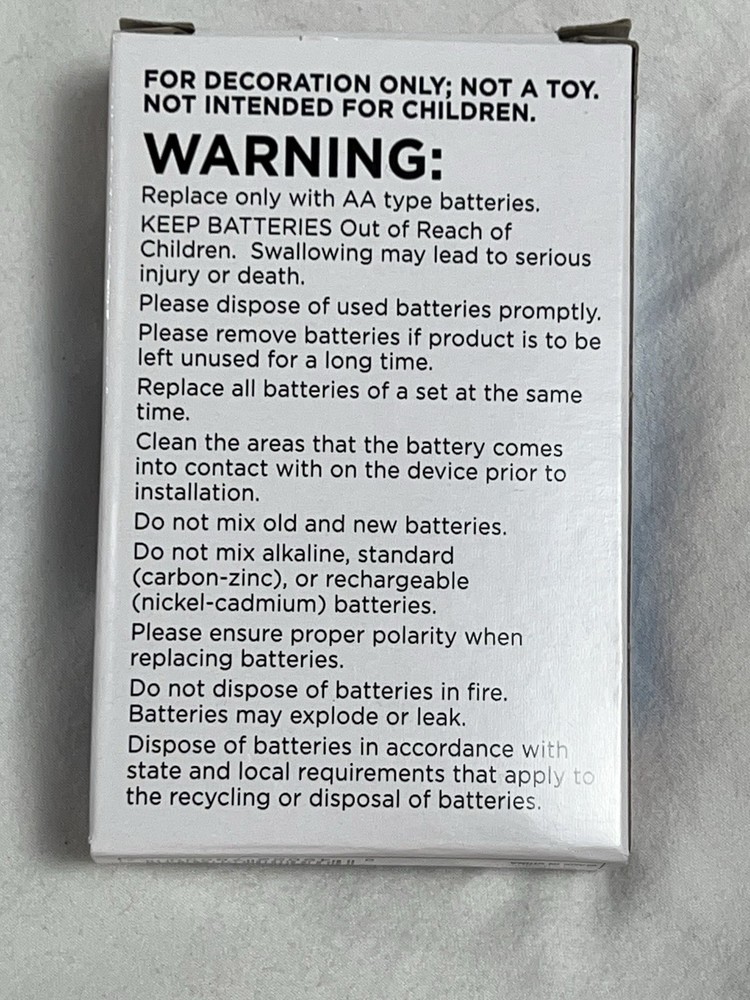 FOR DECORATION ONLY; NOT A TOY.
NOT INTENDED FOR CHILDREN.
WARNING:
Replace only with AA type batteries.
KEEP BATTERIES Out of Reach of
Children. Swallowing may lead to serious
injury or death.
Please dispose of used batteries promptly.
Please remove batteries if product is to be
left unused for a long time.
Replace all batteries of a set at the same
time.
Clean the areas that the battery comes
into contact with on the device prior to
installation.
Do not mix old and new batteries.
Do not mix alkaline, standard
(carbon-zinc), or rechargeable
(nickel-cadmium) batteries.
Please ensure proper polarity when
replacing batteries.
Do not dispose of batteries in fire.
Batteries may explode or leak.
Dispose of batteries in accordance with
state and local requirements that apply to
the recycling or disposal of batteries.